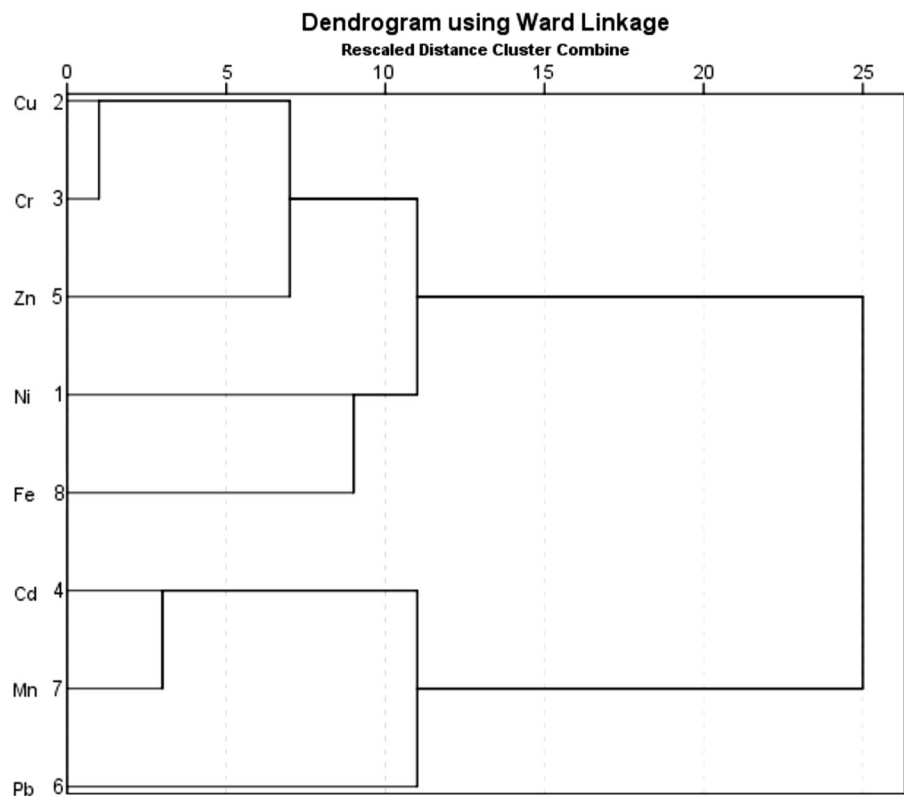 Dendrogram using Ward Linkage
Rescaled Distance Cluster Combine
0 5 10 15 20 25
Cu 2
Cr 3
Zn 5
Ni 1
Fe 8
Cd 4
Mn 7
Pb 6